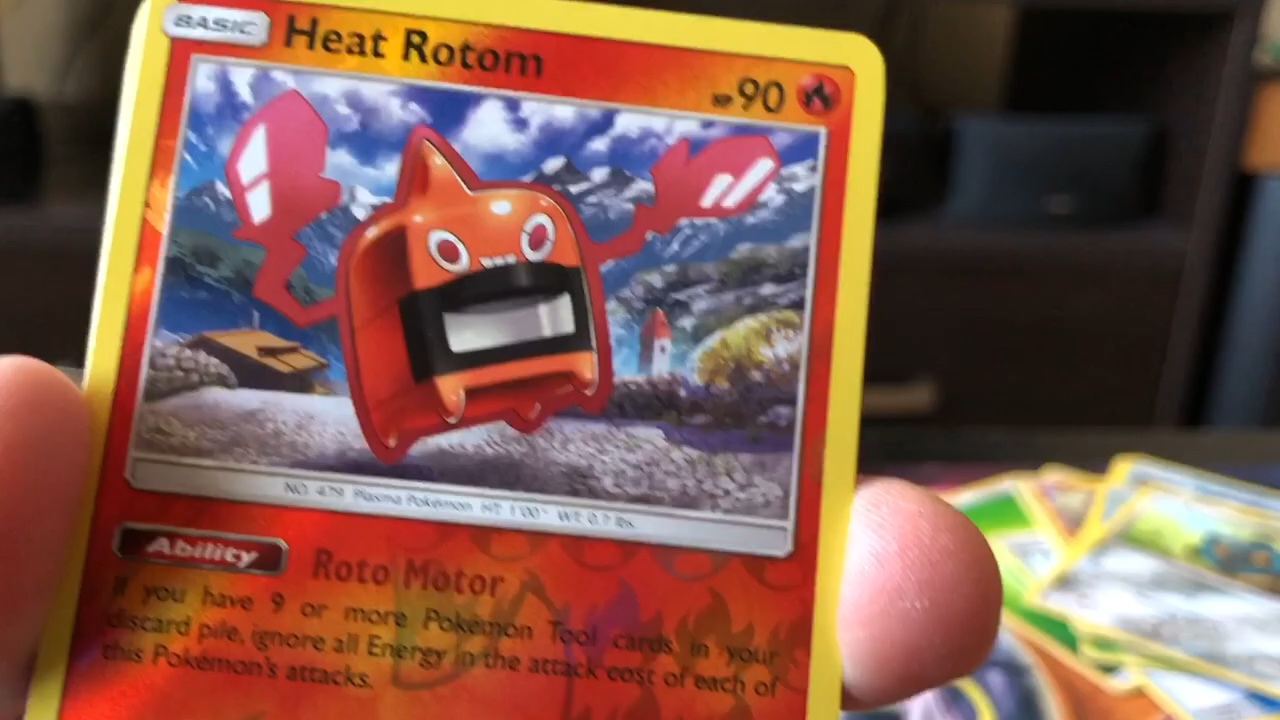 BASIC Heat Rotom HP 90
NO. 479 Plasma Pokémon HT: 1'00" WT: 0.7 lbs.
Ability Roto Motor
If you have 9 or more Pokémon Tool cards in your
discard pile, ignore all Energy in the attack cost of each of
this Pokémon's attacks.